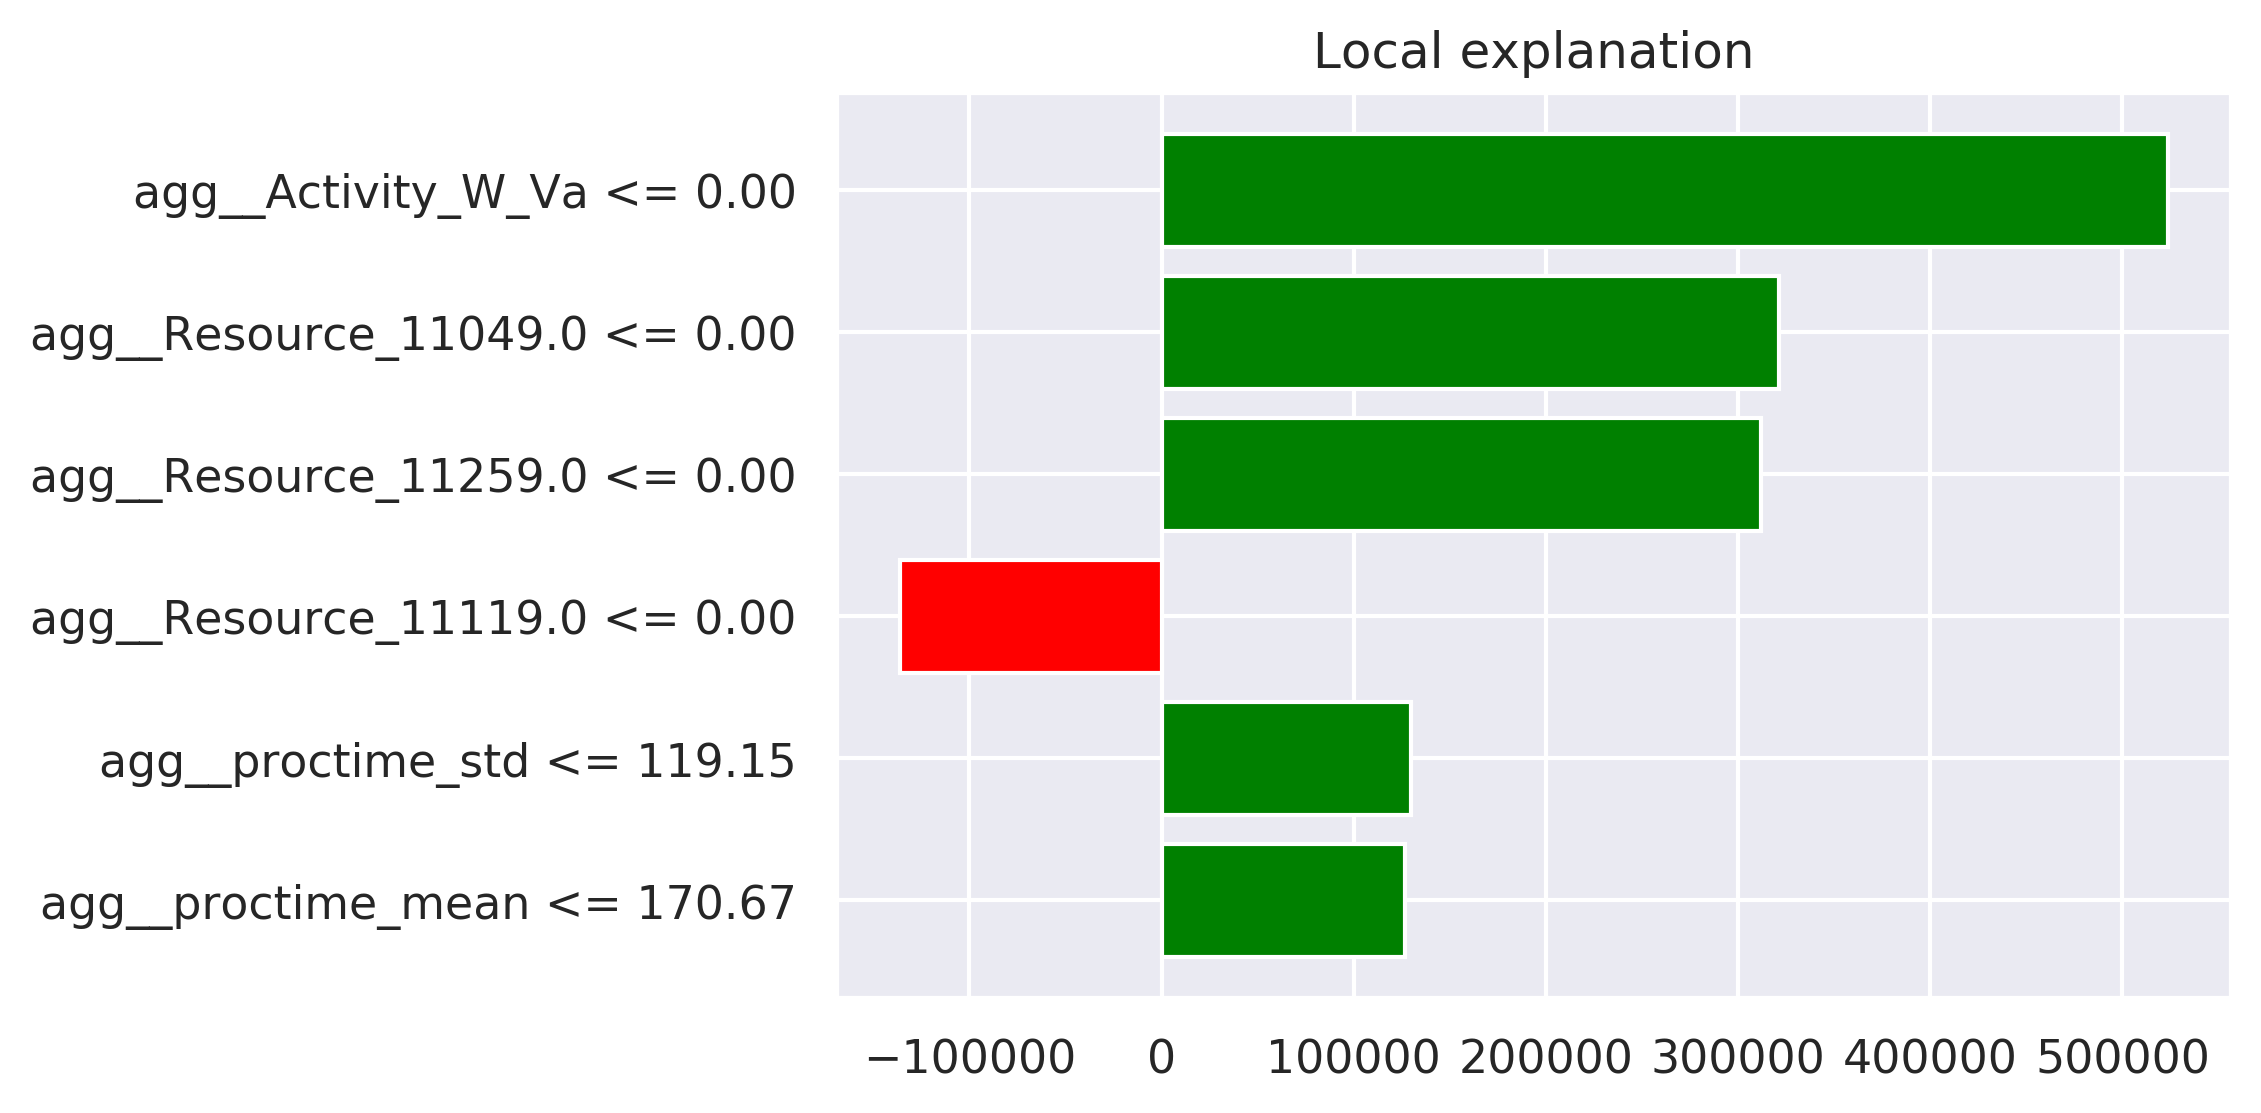 Local explanation
agg__Activity_W_Va <= 0.00
agg__Resource_11049.0 <= 0.00
agg__Resource_11259.0 <= 0.00
agg__Resource_11119.0 <= 0.00
agg__proctime_std <= 119.15
agg__proctime_mean <= 170.67
−100000 0 100000 200000 300000 400000 500000